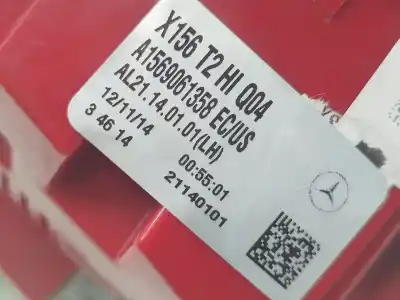 X156 T2 HI Q04
A1569061358 EC/US
AL21.14.01.01(LH)
12/11/14 00:55:01
3 46 14 21140101